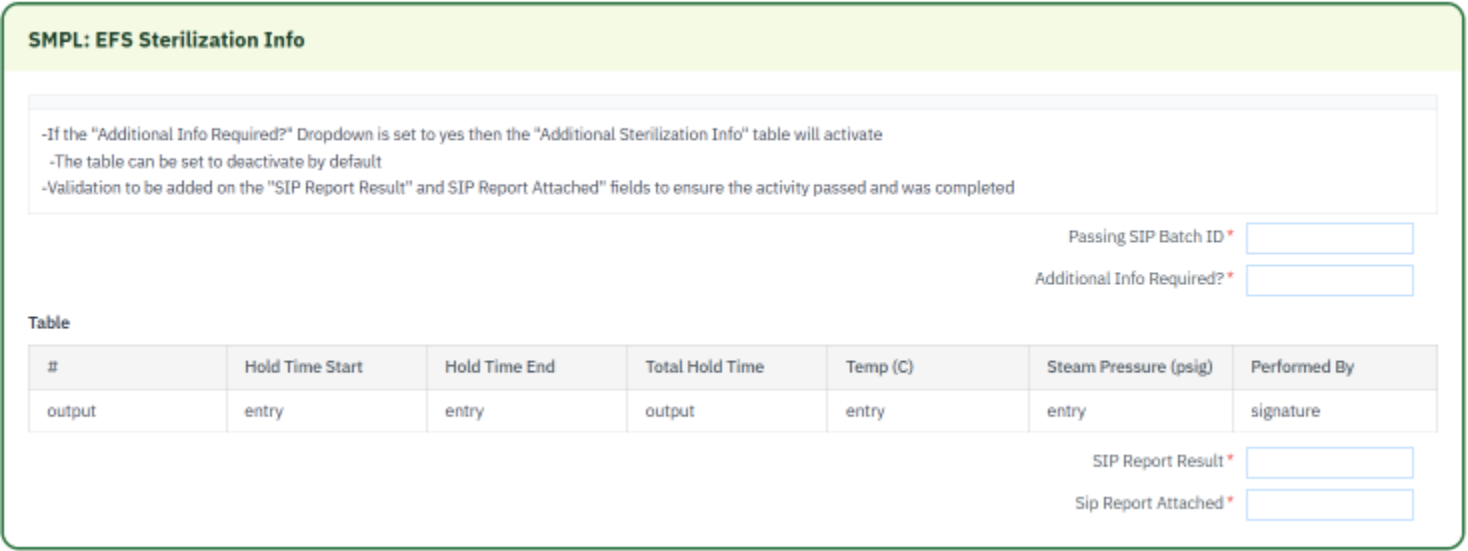 SMPL: EFS Sterilization Info
-If the "Additional Info Required?" Dropdown is set to yes then the "Additional Sterilization Info" table will activate
-The table can be set to deactivate by default
-Validation to be added on the "SIP Report Result" and SIP Report Attached" fields to ensure the activity passed and was completed
Passing SIP Batch ID*
Additional Info Required?*
Table
# Hold Time Start Hold Time End Total Hold Time Temp (C) Steam Pressure (psig) Performed By
output entry entry output entry entry signature
SIP Report Result*
Sip Report Attached*